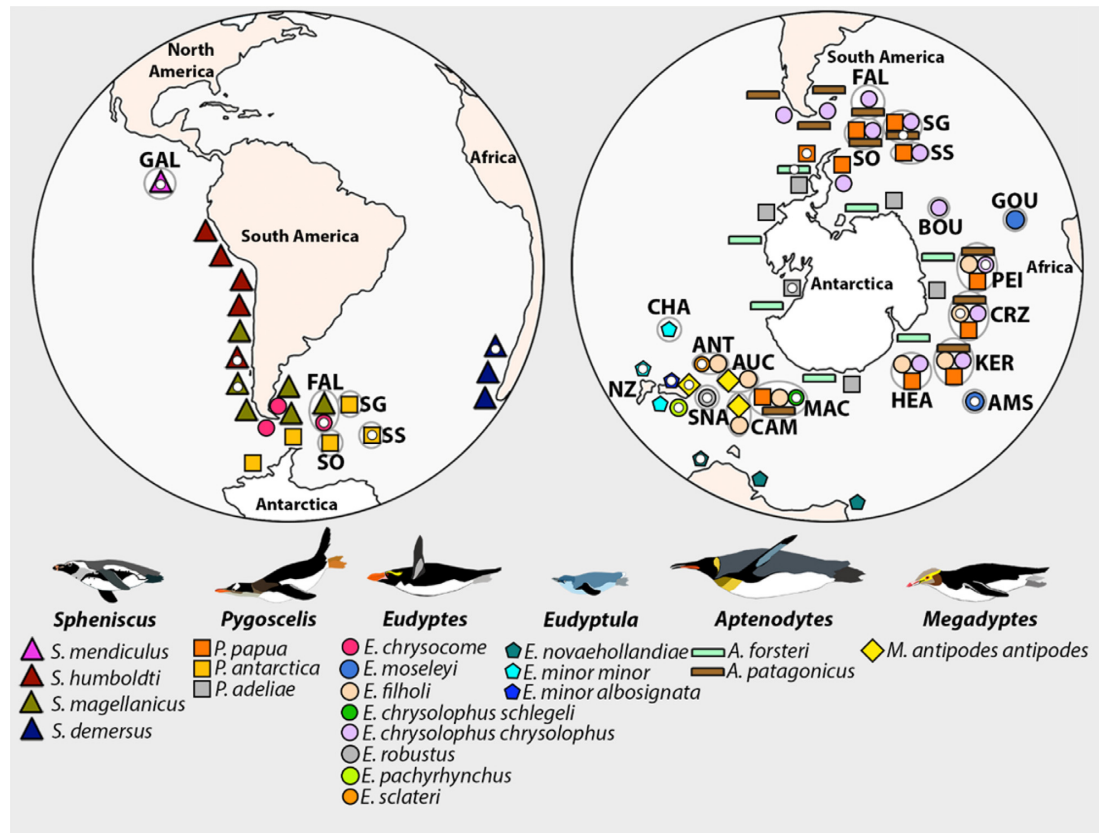 North
America
GAL
South America
Africa
FAL
SG
SS
SO
Antarctica
South America
FAL
SG
SO
SS
GOU
BOU
Africa
PEI
Antarctica
CRZ
CHA
ANT
AUC
KER
NZ
HEA
AMS
SNA
MAC
CAM
Spheniscus
S. mendiculus
S. humboldti
S. magellanicus
S. demersus
Pygoscelis
P. papua
P. antarctica
P. adeliae
Eudyptes
E. chrysocome
E. moseleyi
E. filholi
E. chrysolophus schlegeli
E. chrysolophus chrysolophus
E. robustus
E. pachyrhynchus
E. sclateri
Eudyptula
E. novaehollandiae
E. minor minor
E. minor albosignata
Aptenodytes
A. forsteri
A. patagonicus
Megadyptes
M. antipodes antipodes